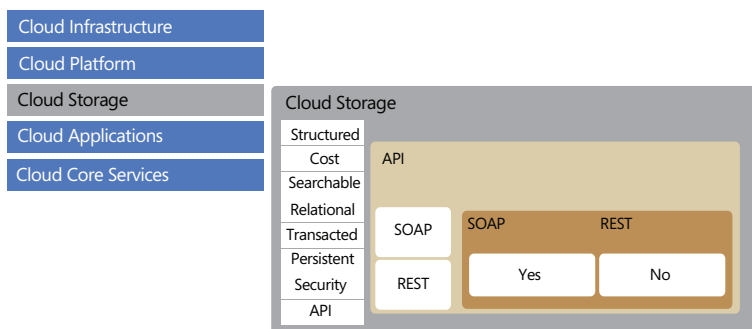 Cloud Infrastructure
Cloud Platform
Cloud Storage
Cloud Applications
Cloud Core Services
Cloud Storage
Structured
Cost
Searchable
Relational
Transacted
Persistent
Security
API
API
SOAP
REST
SOAP REST
Yes No